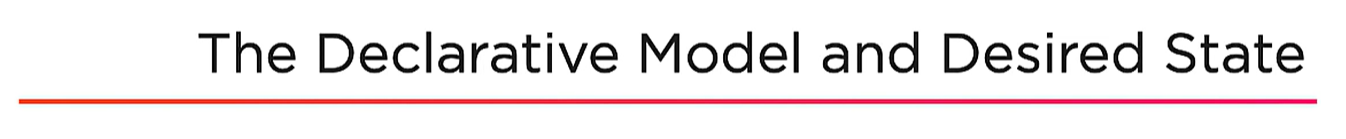 The Declarative Model and Desired State